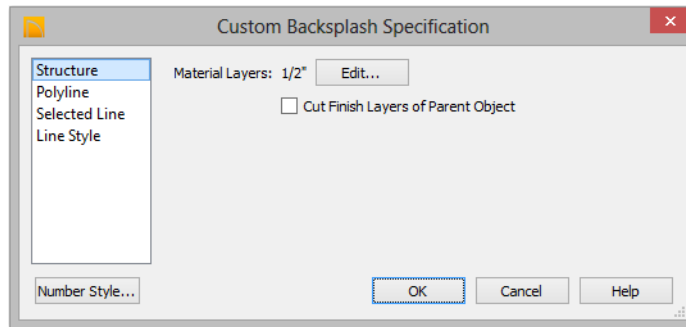 Custom Backsplash Specification
Structure
Polyline
Selected Line
Line Style
Material Layers: 1/2" Edit...
Cut Finish Layers of Parent Object
Number Style... OK Cancel Help